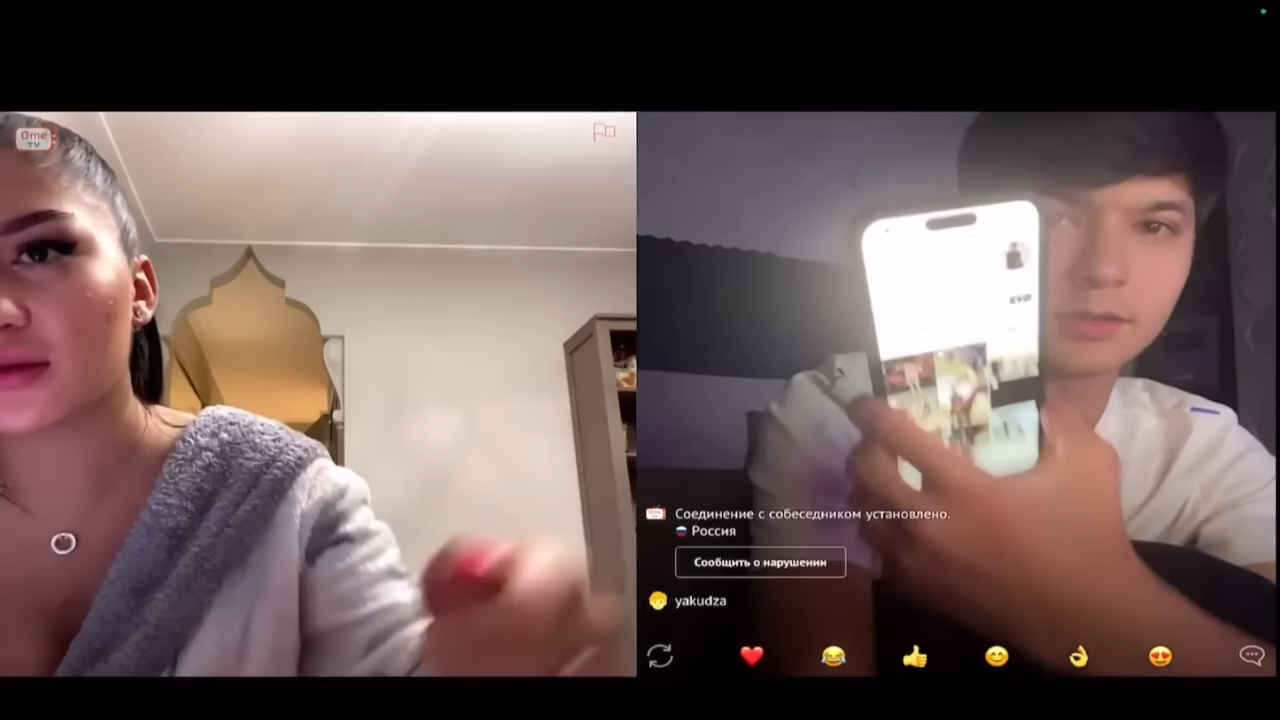 Ome
TV
Соединение с собеседником установлено.
Россия
Сообщить о нарушении
yakudza